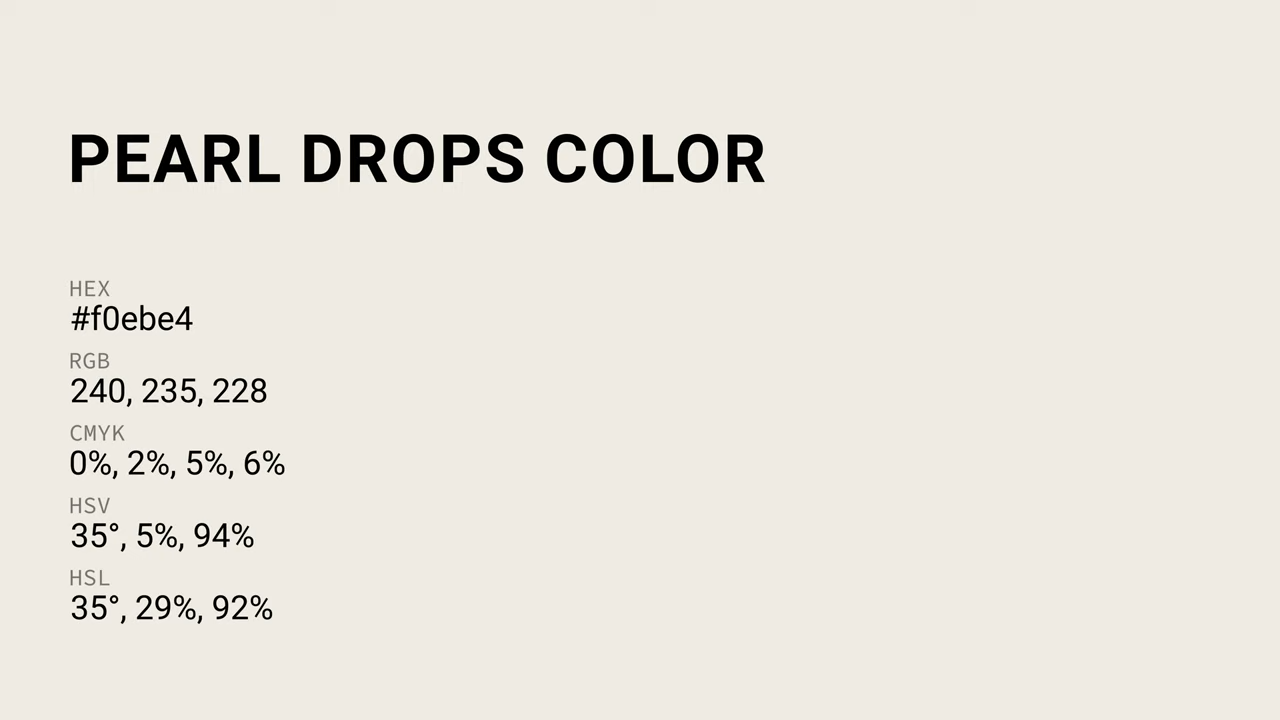 PEARL DROPS COLOR
HEX
#f0ebe4
RGB
240, 235, 228
CMYK
0%, 2%, 5%, 6%
HSV
35°, 5%, 94%
HSL
35°, 29%, 92%